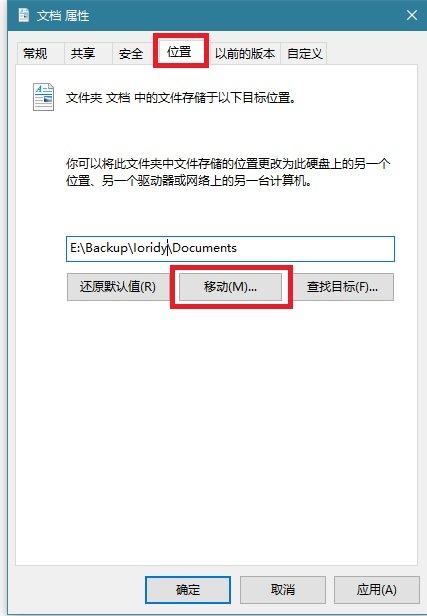 文档 属性
常规 共享 安全 位置 以前的版本 自定义
文件夹 文档 中的文件存储于以下目标位置。
你可以将此文件夹中文件存储的位置更改为此硬盘上的另一个
位置、另一个驱动器或网络上的另一台计算机。
E:\Backup\Ioridy\Documents
还原默认值(R) 移动(M)... 查找目标(F)...
确定 取消 应用(A)